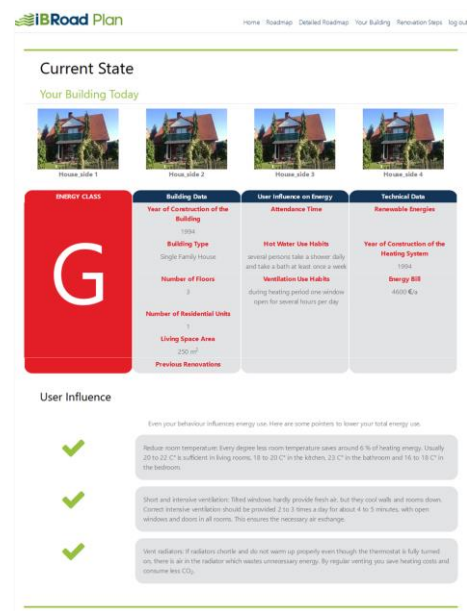 iBRoad Plan
Home Roadmap Detailed Roadmap Your Building Renovation Steps log out
Current State
Your Building Today
House_side 1 House_side 2 House_side 3 House_side 4
ENERGY CLASS
G
Building Data
Year of Construction of the
Building
1994
Building Type
Single Family House
Number of Floors
3
Number of Residential Units
1
Living Space Area
250 m²
Previous Renovations
User Influence on Energy
Attendance Time
Hot Water Use Habits
several persons take a shower daily
and take a bath at least once a week
Ventilation Use Habits
during heating period one window
open for several hours per day
Technical Data
Renewable Energies
Year of Construction of the
Heating System
1994
Energy Bill
4600 €/a
User Influence
Even your behaviour influences energy use. Here are some pointers to lower your total energy use.
Reduce room temperature: Every degree less room temperature saves around 6 % of heating energy. Usually
20 to 22 C° is sufficient in living rooms, 18 to 20 C° in the kitchen, 23 C° in the bathroom and 16 to 18 C° in
the bedroom.
Short and intensive ventilation: Tilted windows hardly provide fresh air, but they cool walls and rooms down.
Correct intensive ventilation should be provided 2 to 3 times a day for about 4 to 5 minutes, with open
windows and doors in all rooms. This ensures the necessary air exchange.
Vent radiators: If radiators chortle and do not warm up properly even though the thermostat is fully turned
on, there is air in the radiator which wastes unnecessary energy. By regular venting you save heating costs and
consume less CO₂.